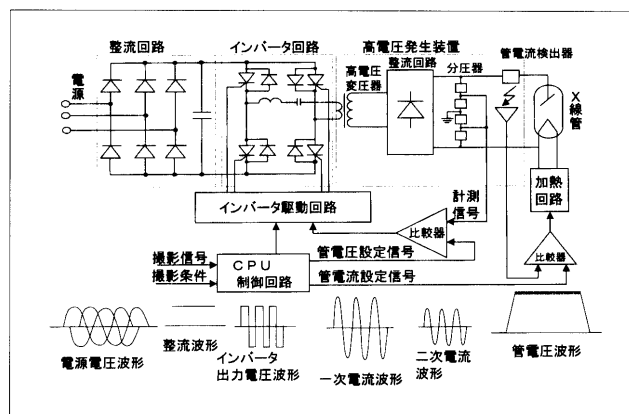 整流回路
インバータ回路
高電圧発生装置
管電流検出器
電源
高電圧
変圧器
整流回路
分圧器
X線管
計測
信号
加熱
回路
インバータ駆動回路
比較器
比較器
撮影信号
撮影条件
CPU
制御回路
管電圧設定信号
管電流設定信号
電源電圧波形
整流波形
インバータ
出力電圧波形
一次電流波形
二次電流
波形
管電圧波形